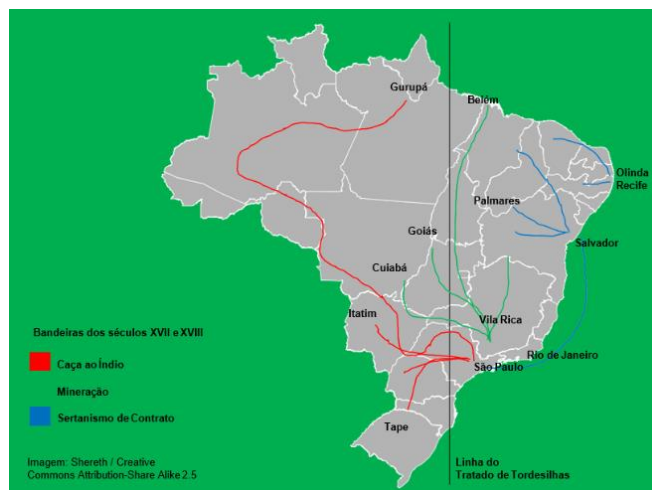 Gurupá
Belém
Olinda
Recife
Palmares
Salvador
Goiás
Cuiabá
Itatim
Vila Rica
Rio de Janeiro
São Paulo
Tape
Bandeiras dos séculos XVII e XVIII
Caça ao Índio
Mineração
Sertanismo de Contrato
Imagem: Shereth / Creative
Commons Attribution-Share Alike 2.5
Linha do
Tratado de Tordesilhas